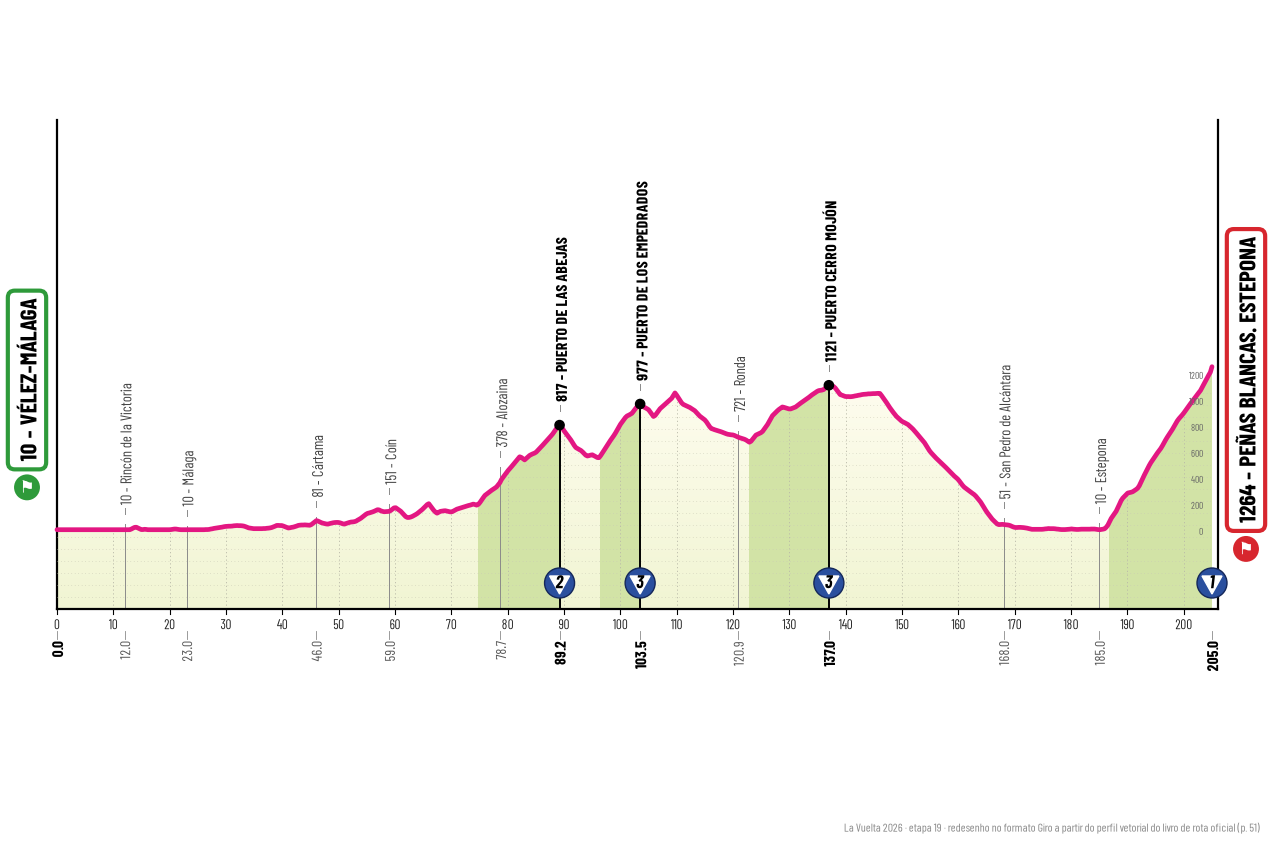 10 - VÉLEZ-MÁLAGA
10 - Rincón de la Victoria
10 - Málaga
81 - Cártama
151 - Coín
378 - Alozaina
817 - PUERTO DE LAS ABEJAS
977 - PUERTO DE LOS EMPEDRADOS
721 - Ronda
1121 - PUERTO CERRO MOJÓN
51 - San Pedro de Alcántara
10 - Estepona
1264 - PEÑAS BLANCAS. ESTEPONA
1200
1000
800
600
400
200
0
2
3
3
1
0 10 20 30 40 50 60 70 80 90 100 110 120 130 140 150 160 170 180 190 200
0.0 12.0 23.0 46.0 59.0 78.7 89.2 103.5 120.9 137.0 168.0 185.0 205.0
La Vuelta 2026 · etapa 19 · redesenho no formato Giro a partir do perfil vetorial do livro de rota oficial (p. 51)